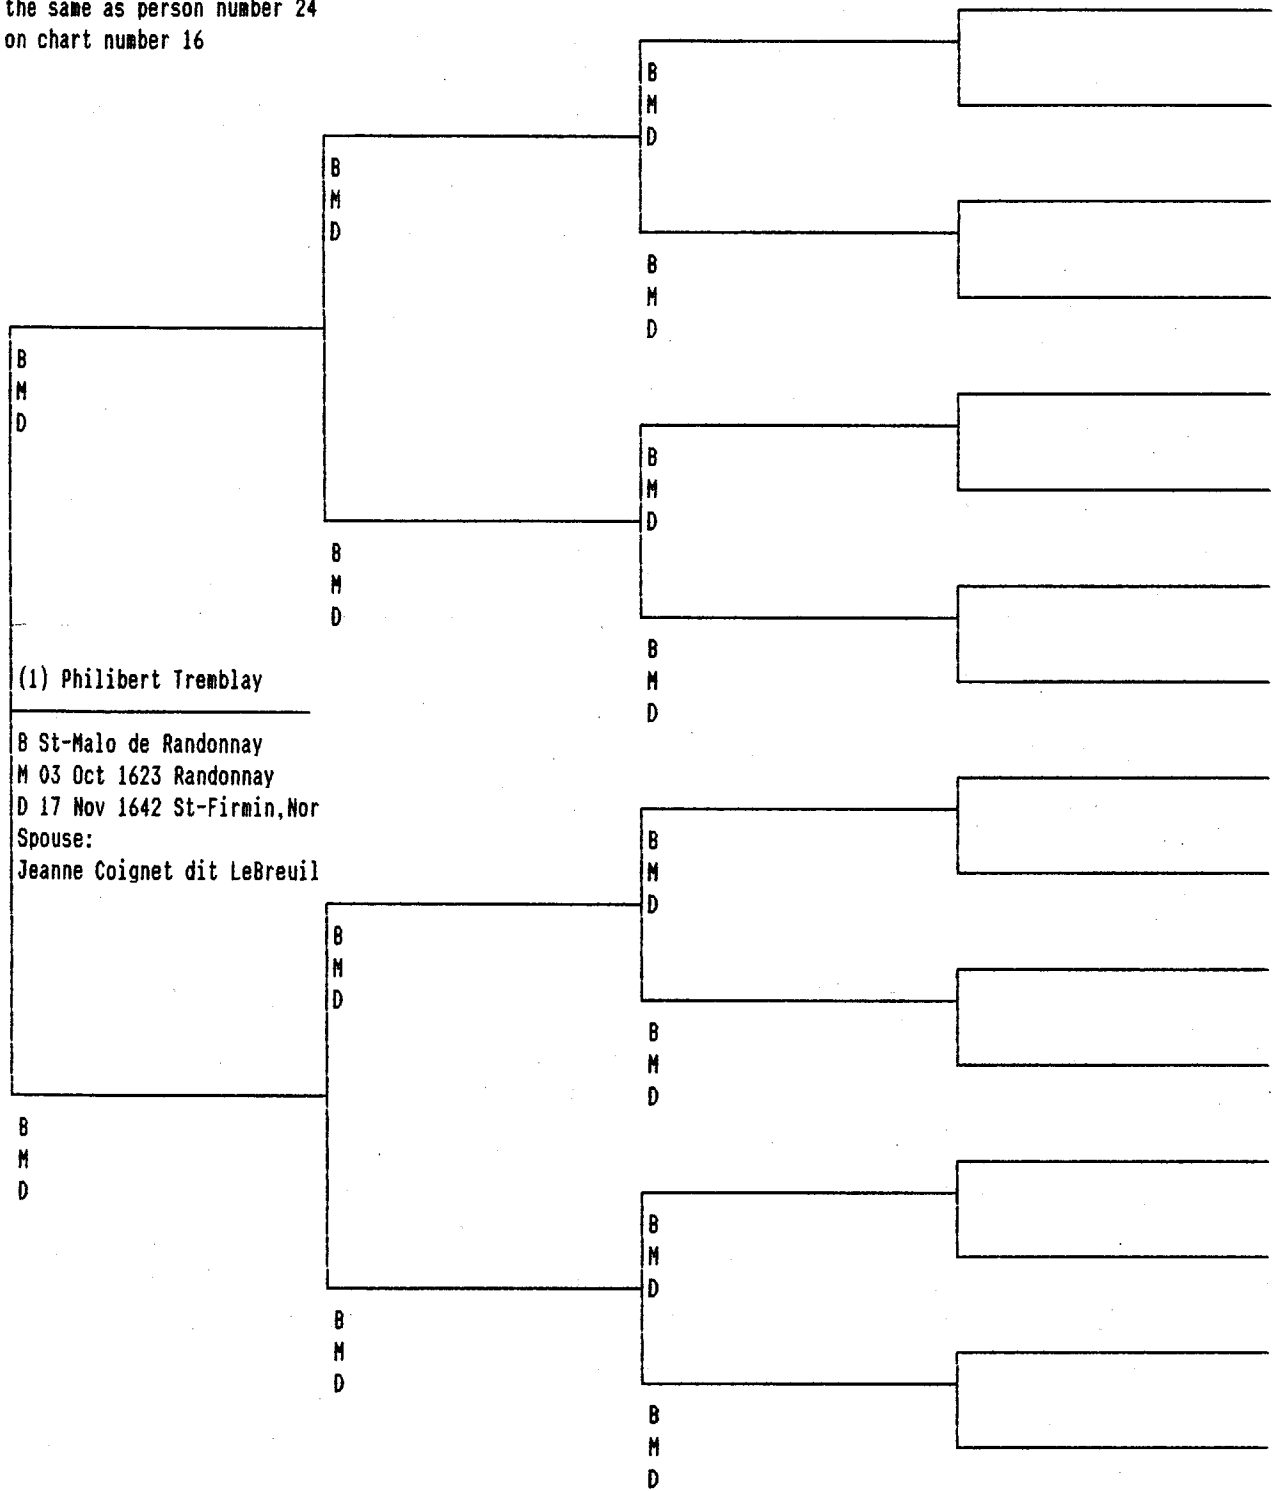 the same as person number 24
on chart number 16
B
M
D
B
M
D
B
M
D
B
M
D
B
M
D
B
M
D
B
M
D
(1) Philibert Tremblay
B St-Malo de Randonnay
M 03 Oct 1623 Randonnay
D 17 Nov 1642 St-Firmin,Nor
Spouse:
Jeanne Coignet dit LeBreuil
B
M
D
B
M
D
B
M
D
B
M
D
B
M
D
B
M
D
B
M
D